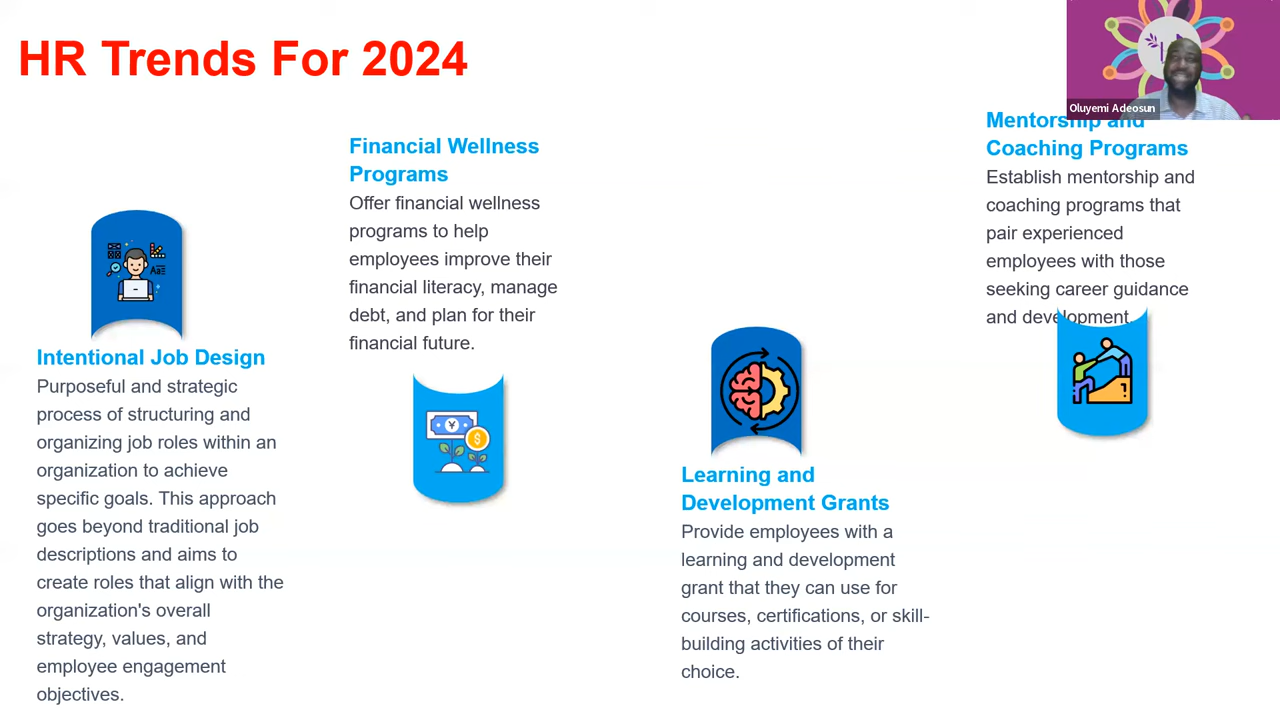 HR Trends For 2024
Oluyemi Adeosun
Intentional Job Design
Purposeful and strategic
process of structuring and
organizing job roles within an
organization to achieve
specific goals. This approach
goes beyond traditional job
descriptions and aims to
create roles that align with the
organization's overall
strategy, values, and
employee engagement
objectives.
Financial Wellness
Programs
Offer financial wellness
programs to help
employees improve their
financial literacy, manage
debt, and plan for their
financial future.
Learning and
Development Grants
Provide employees with a
learning and development
grant that they can use for
courses, certifications, or skill-
building activities of their
choice.
Mentorship and
Coaching Programs
Establish mentorship and
coaching programs that
pair experienced
employees with those
seeking career guidance
and development.